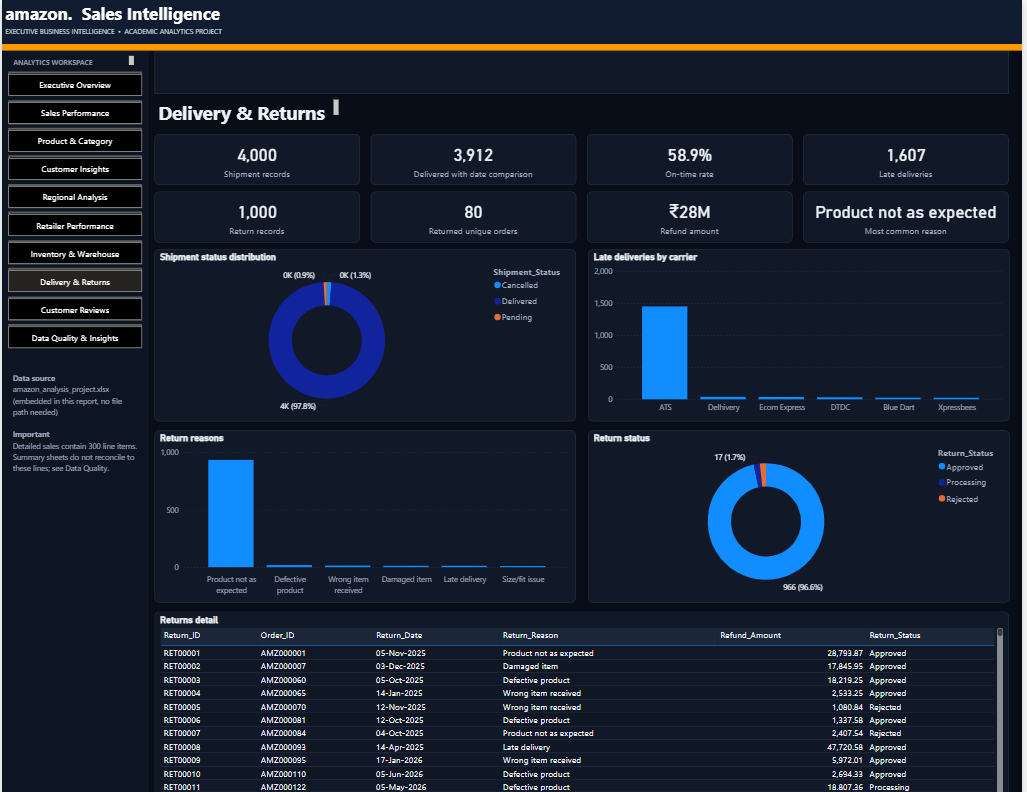 amazon. Sales Intelligence
EXECUTIVE BUSINESS INTELLIGENCE • ACADEMIC ANALYTICS PROJECT
ANALYTICS WORKSPACE
Executive Overview
Sales Performance
Product & Category
Customer Insights
Regional Analysis
Retailer Performance
Inventory & Warehouse
Delivery & Returns
Customer Reviews
Data Quality & Insights
Data source
amazon_analysis_project.xlsx
(embedded in this report, no file
path needed)
Important
Detailed sales contain 300 line items.
Summary sheets do not reconcile to
these lines; see Data Quality.
Delivery & Returns
4,000
Shipment records
3,912
Delivered with date comparison
58.9%
On-time rate
1,607
Late deliveries
1,000
Return records
80
Returned unique orders
₹28M
Refund amount
Product not as expected
Most common reason
Shipment status distribution
0K (0.9%) 0K (1.3%)
4K (97.8%)
Shipment_Status
Cancelled
Delivered
Pending
Late deliveries by carrier
2,000
1,500
1,000
500
0
ATS Delhivery Ecom Express DTDC Blue Dart Xpressbees
Return reasons
1,000
500
0
Product not as expected Defective product Wrong item received Damaged item Late delivery Size/fit issue
Return status
17 (1.7%)
966 (96.6%)
Return_Status
Approved
Processing
Rejected
Returns detail
Return_ID Order_ID Return_Date Return_Reason Refund_Amount Return_Status
RET00001 AMZ000001 05-Nov-2025 Product not as expected 28,793.87 Approved
RET00002 AMZ000007 03-Dec-2025 Damaged item 17,845.95 Approved
RET00003 AMZ000060 05-Oct-2025 Defective product 18,219.25 Approved
RET00004 AMZ000065 14-Jan-2025 Wrong item received 2,533.25 Approved
RET00005 AMZ000070 12-Nov-2025 Wrong item received 1,080.84 Rejected
RET00006 AMZ000081 12-Oct-2025 Defective product 1,337.58 Approved
RET00007 AMZ000084 04-Oct-2025 Product not as expected 2,407.54 Rejected
RET00008 AMZ000093 14-Apr-2025 Late delivery 47,720.58 Approved
RET00009 AMZ000095 17-Jan-2026 Wrong item received 5,972.01 Approved
RET00010 AMZ000110 05-Jun-2026 Defective product 2,694.33 Approved
RET00011 AMZ000122 05-May-2026 Defective product 18,807.36 Processing